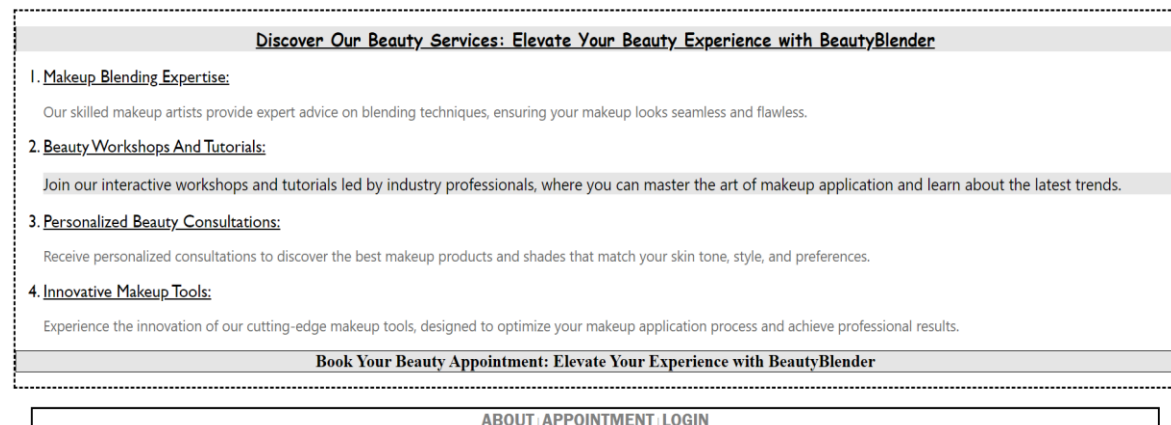 Discover Our Beauty Services: Elevate Your Beauty Experience with BeautyBlender
1. Makeup Blending Expertise:
Our skilled makeup artists provide expert advice on blending techniques, ensuring your makeup looks seamless and flawless.
2. Beauty Workshops And Tutorials:
Join our interactive workshops and tutorials led by industry professionals, where you can master the art of makeup application and learn about the latest trends.
3. Personalized Beauty Consultations:
Receive personalized consultations to discover the best makeup products and shades that match your skin tone, style, and preferences.
4. Innovative Makeup Tools:
Experience the innovation of our cutting-edge makeup tools, designed to optimize your makeup application process and achieve professional results.
Book Your Beauty Appointment: Elevate Your Experience with BeautyBlender
ABOUT | APPOINTMENT | LOGIN